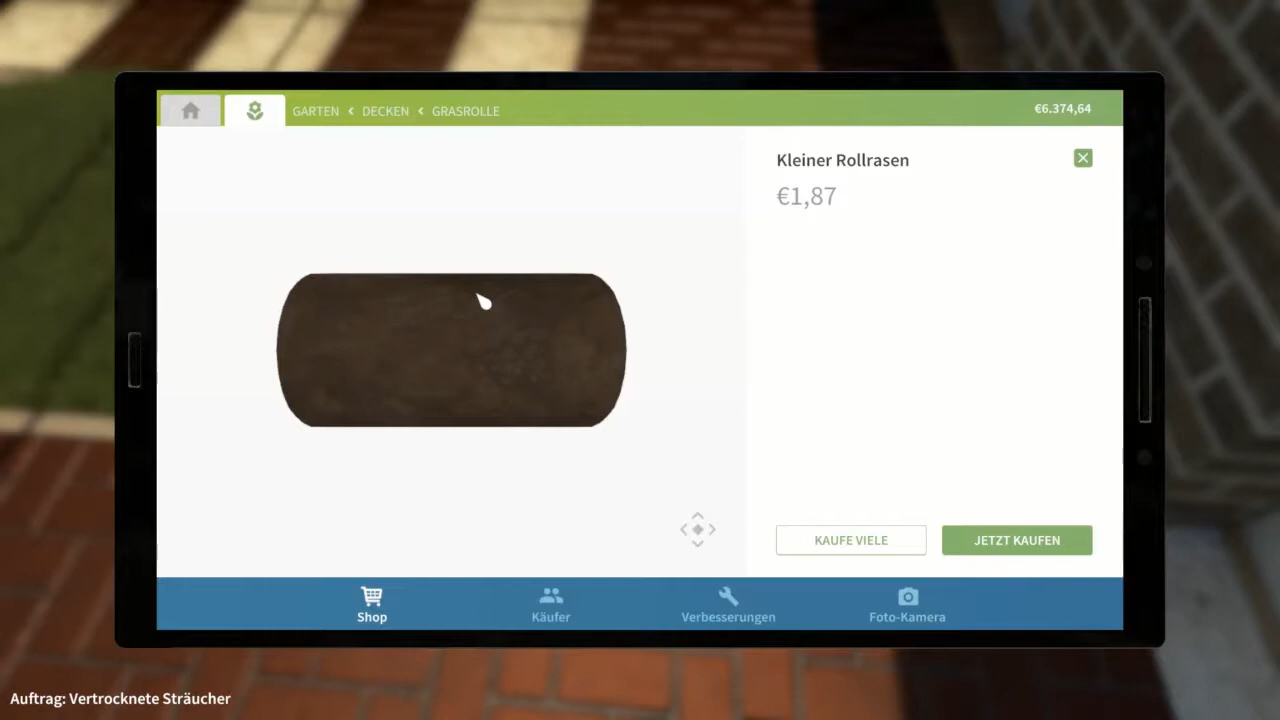 GARTEN < DECKEN < GRASROLLE
€6.374,64
Kleiner Rollrasen
€1,87
KAUFE VIELE
JETZT KAUFEN
Shop
Käufer
Verbesserungen
Foto-Kamera
Auftrag: Vertrocknete Sträucher